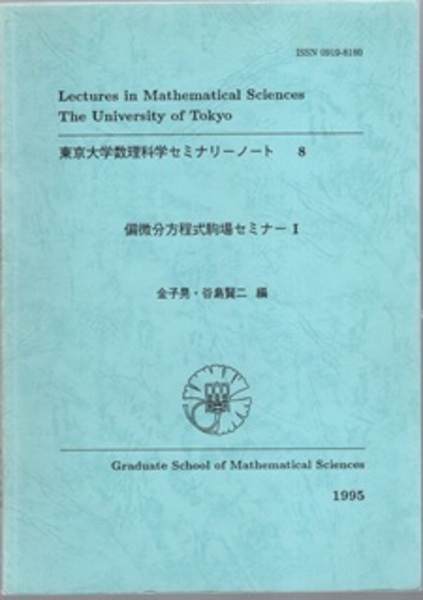 ISSN 0919-8180
Lectures in Mathematical Sciences
The University of Tokyo
東京大学数理科学セミナリーノート 8
偏微分方程式駒場セミナー I
金子晃・谷島賢二 編
Graduate School of Mathematical Sciences
1995